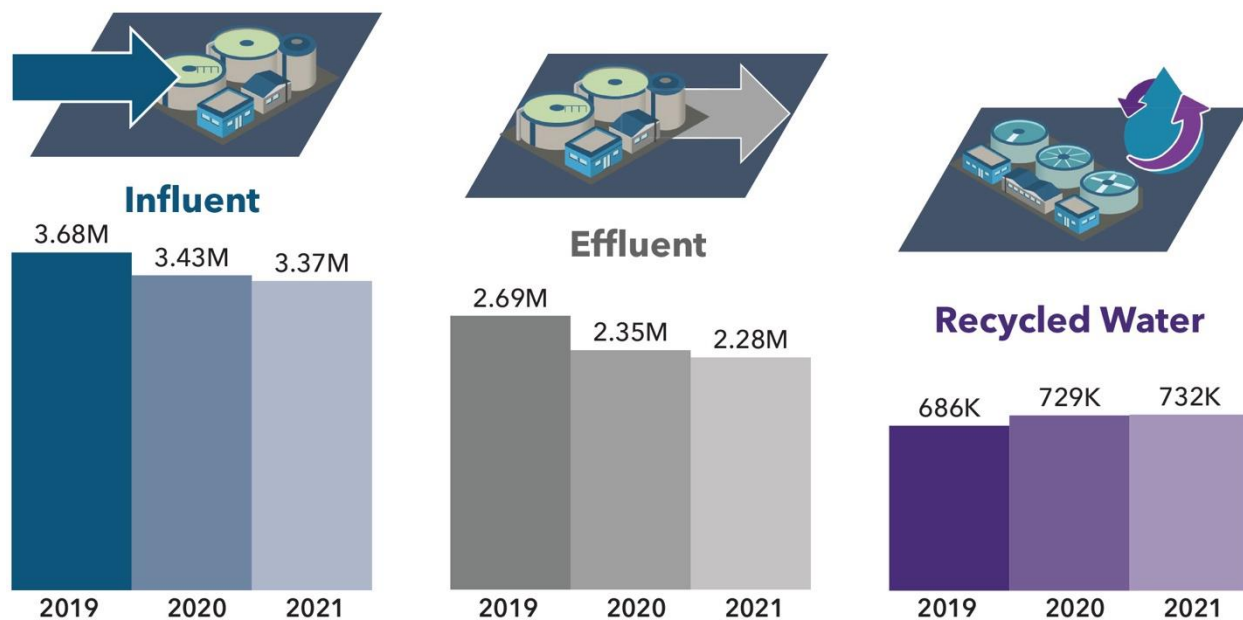 Influent
3.68M
3.43M
3.37M
2019
2020
2021
Effluent
2.69M
2.35M
2.28M
2019
2020
2021
Recycled Water
686K
729K
732K
2019
2020
2021